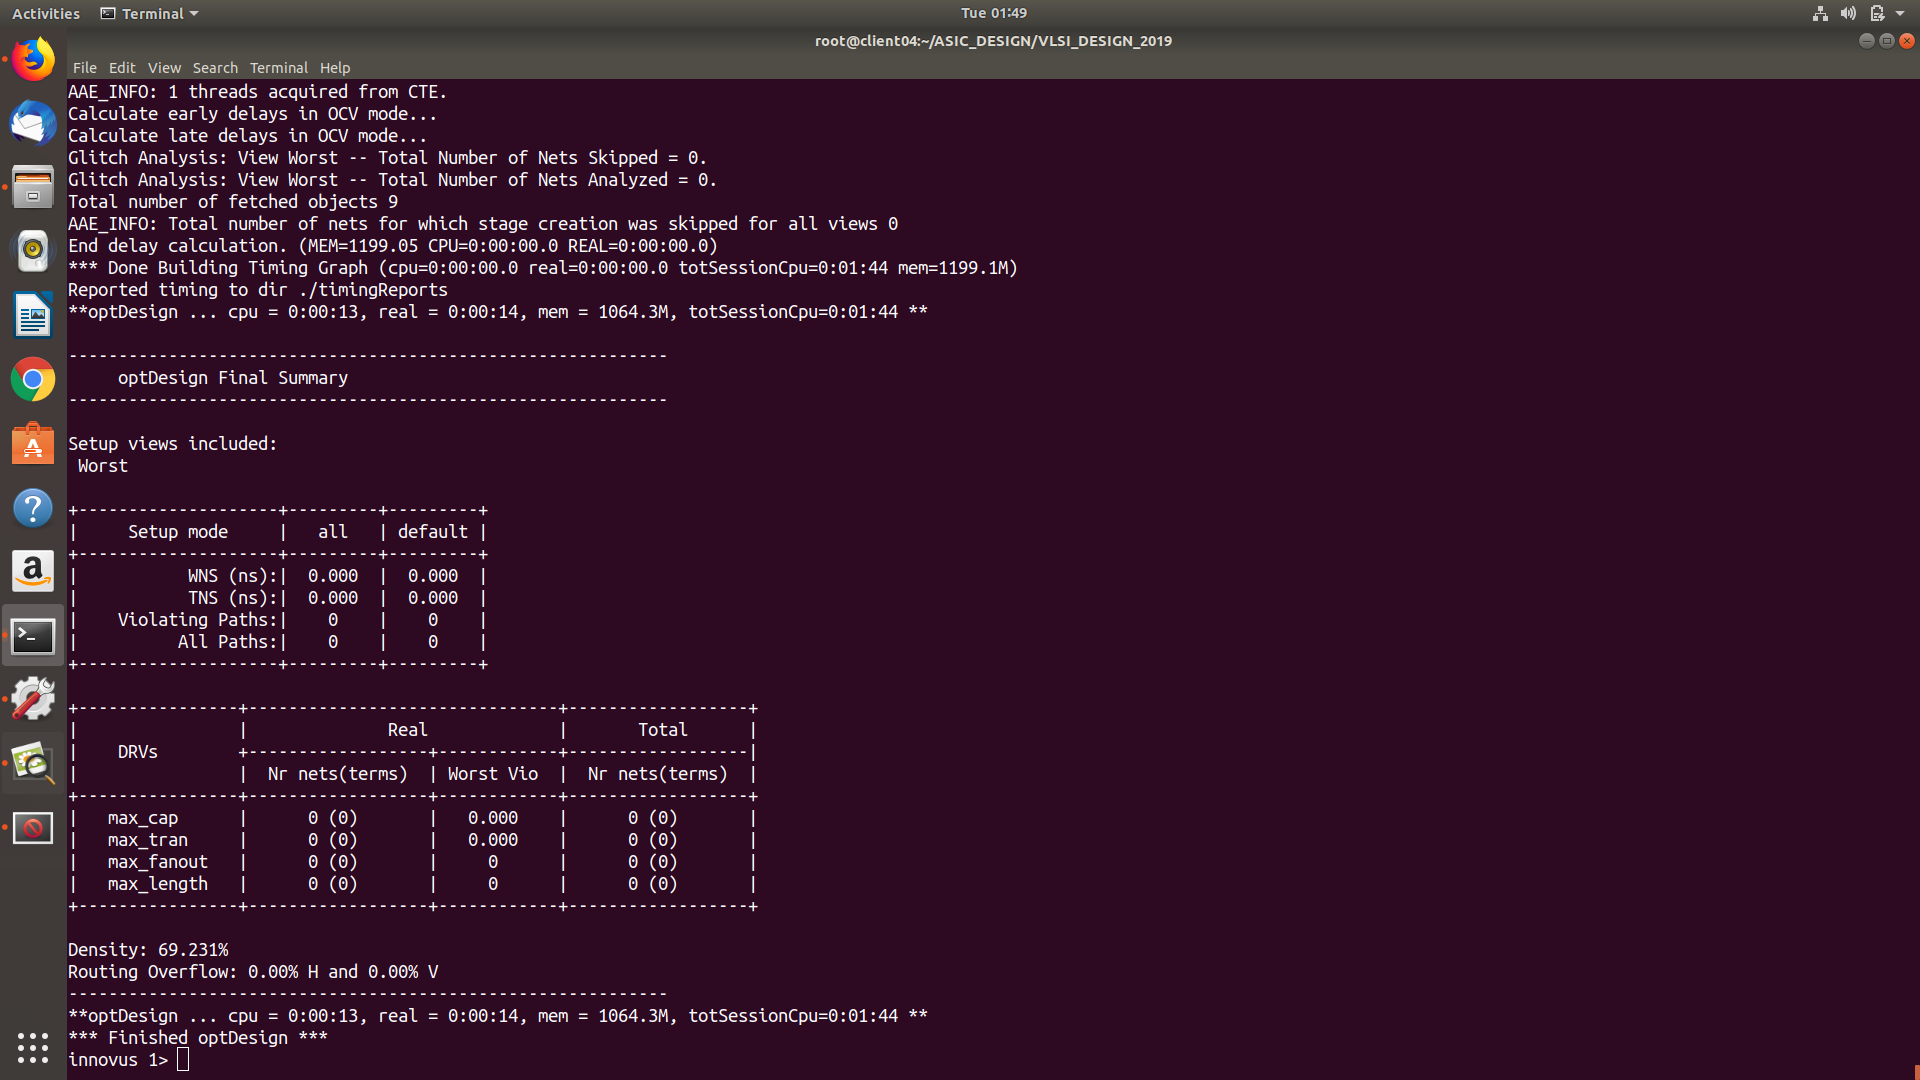 Activities Terminal Tue 01:49
root@client04:~/ASIC_DESIGN/VLSI_DESIGN_2019
File Edit View Search Terminal Help
AAE_INFO: 1 threads acquired from CTE.
Calculate early delays in OCV mode...
Calculate late delays in OCV mode...
Glitch Analysis: View Worst -- Total Number of Nets Skipped = 0.
Glitch Analysis: View Worst -- Total Number of Nets Analyzed = 0.
Total number of fetched objects 9
AAE_INFO: Total number of nets for which stage creation was skipped for all views 0
End delay calculation. (MEM=1199.05 CPU=0:00:00.0 REAL=0:00:00.0)
*** Done Building Timing Graph (cpu=0:00:00.0 real=0:00:00.0 totSessionCpu=0:01:44 mem=1199.1M)
Reported timing to dir ./timingReports
**optDesign ... cpu = 0:00:13, real = 0:00:14, mem = 1064.3M, totSessionCpu=0:01:44 **

------------------------------------------------------------
     optDesign Final Summary
------------------------------------------------------------

Setup views included:
 Worst

+--------------------+---------+---------+
|     Setup mode     |   all   | default |
+--------------------+---------+---------+
|           WNS (ns):|  0.000  |  0.000  |
|           TNS (ns):|  0.000  |  0.000  |
|    Violating Paths:|    0    |    0    |
|          All Paths:|    0    |    0    |
+--------------------+---------+---------+

+----------------+-------------------------------+------------------+
|                |              Real             |       Total      |
|    DRVs        +------------------+------------+------------------|
|                |  Nr nets(terms)  | Worst Vio  |  Nr nets(terms)  |
+----------------+------------------+------------+------------------+
|   max_cap      |      0 (0)       |   0.000    |      0 (0)       |
|   max_tran     |      0 (0)       |   0.000    |      0 (0)       |
|   max_fanout   |      0 (0)       |     0      |      0 (0)       |
|   max_length   |      0 (0)       |     0      |      0 (0)       |
+----------------+------------------+------------+------------------+

Density: 69.231%
Routing Overflow: 0.00% H and 0.00% V
------------------------------------------------------------
**optDesign ... cpu = 0:00:13, real = 0:00:14, mem = 1064.3M, totSessionCpu=0:01:44 **
*** Finished optDesign ***
innovus 1>